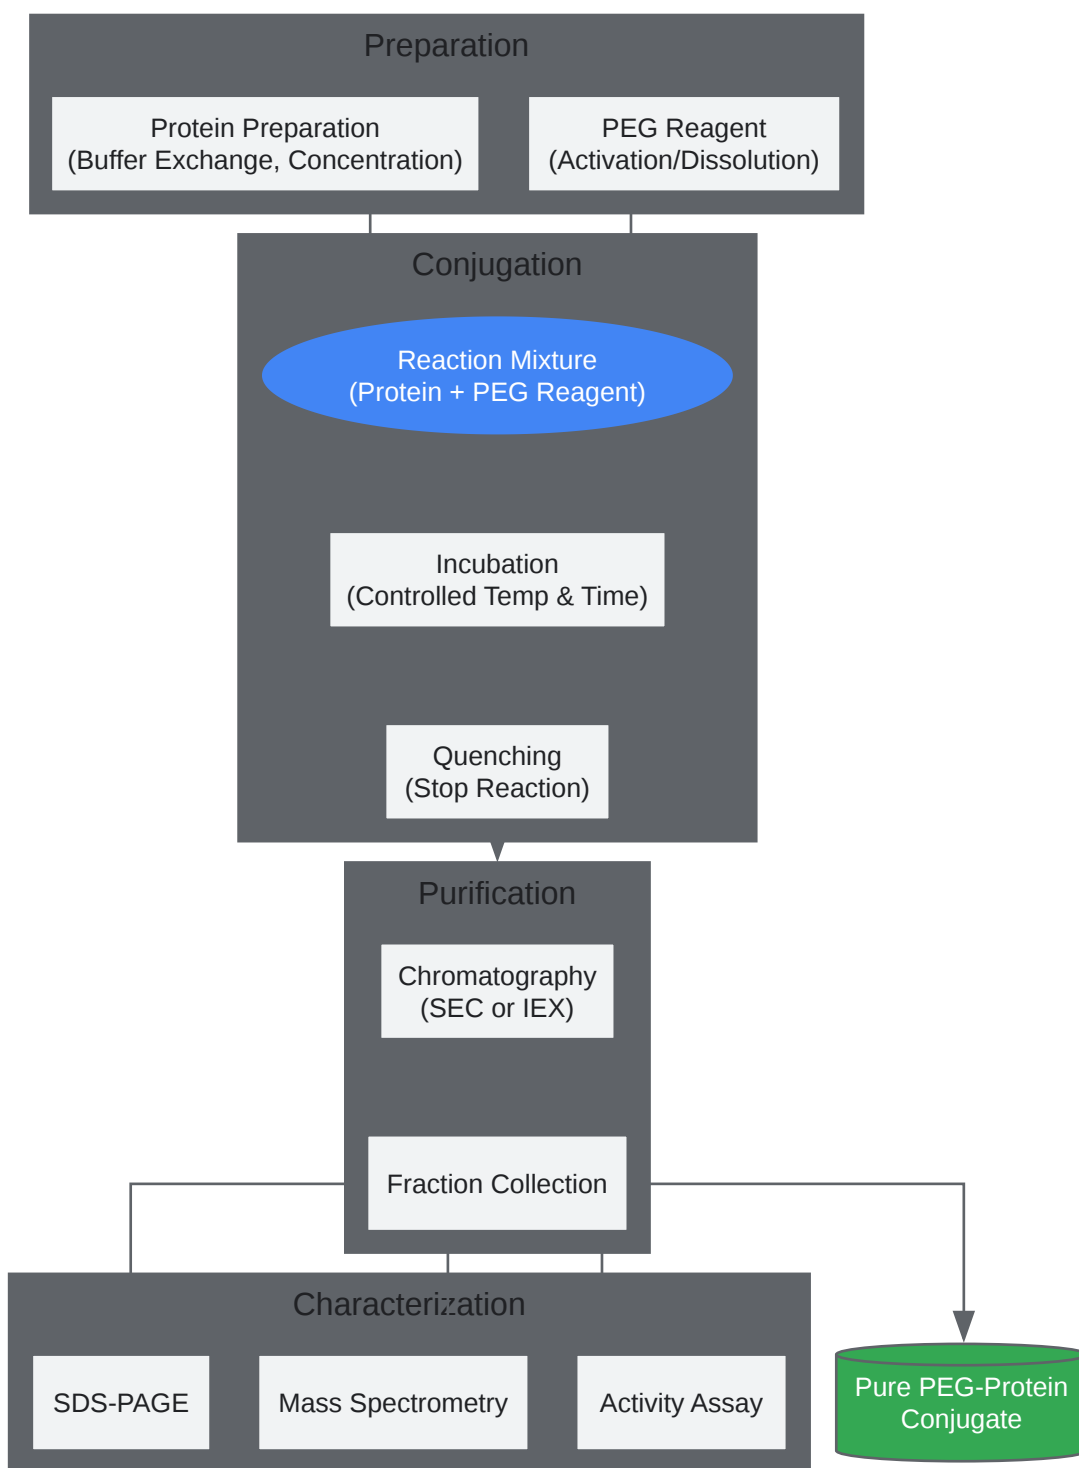 Preparation
Protein Preparation
(Buffer Exchange, Concentration)
PEG Reagent
(Activation/Dissolution)
Conjugation
Reaction Mixture
(Protein + PEG Reagent)
Incubation
(Controlled Temp & Time)
Quenching
(Stop Reaction)
Purification
Chromatography
(SEC or IEX)
Fraction Collection
Characterization
SDS-PAGE
Mass Spectrometry
Activity Assay
Pure PEG-Protein
Conjugate